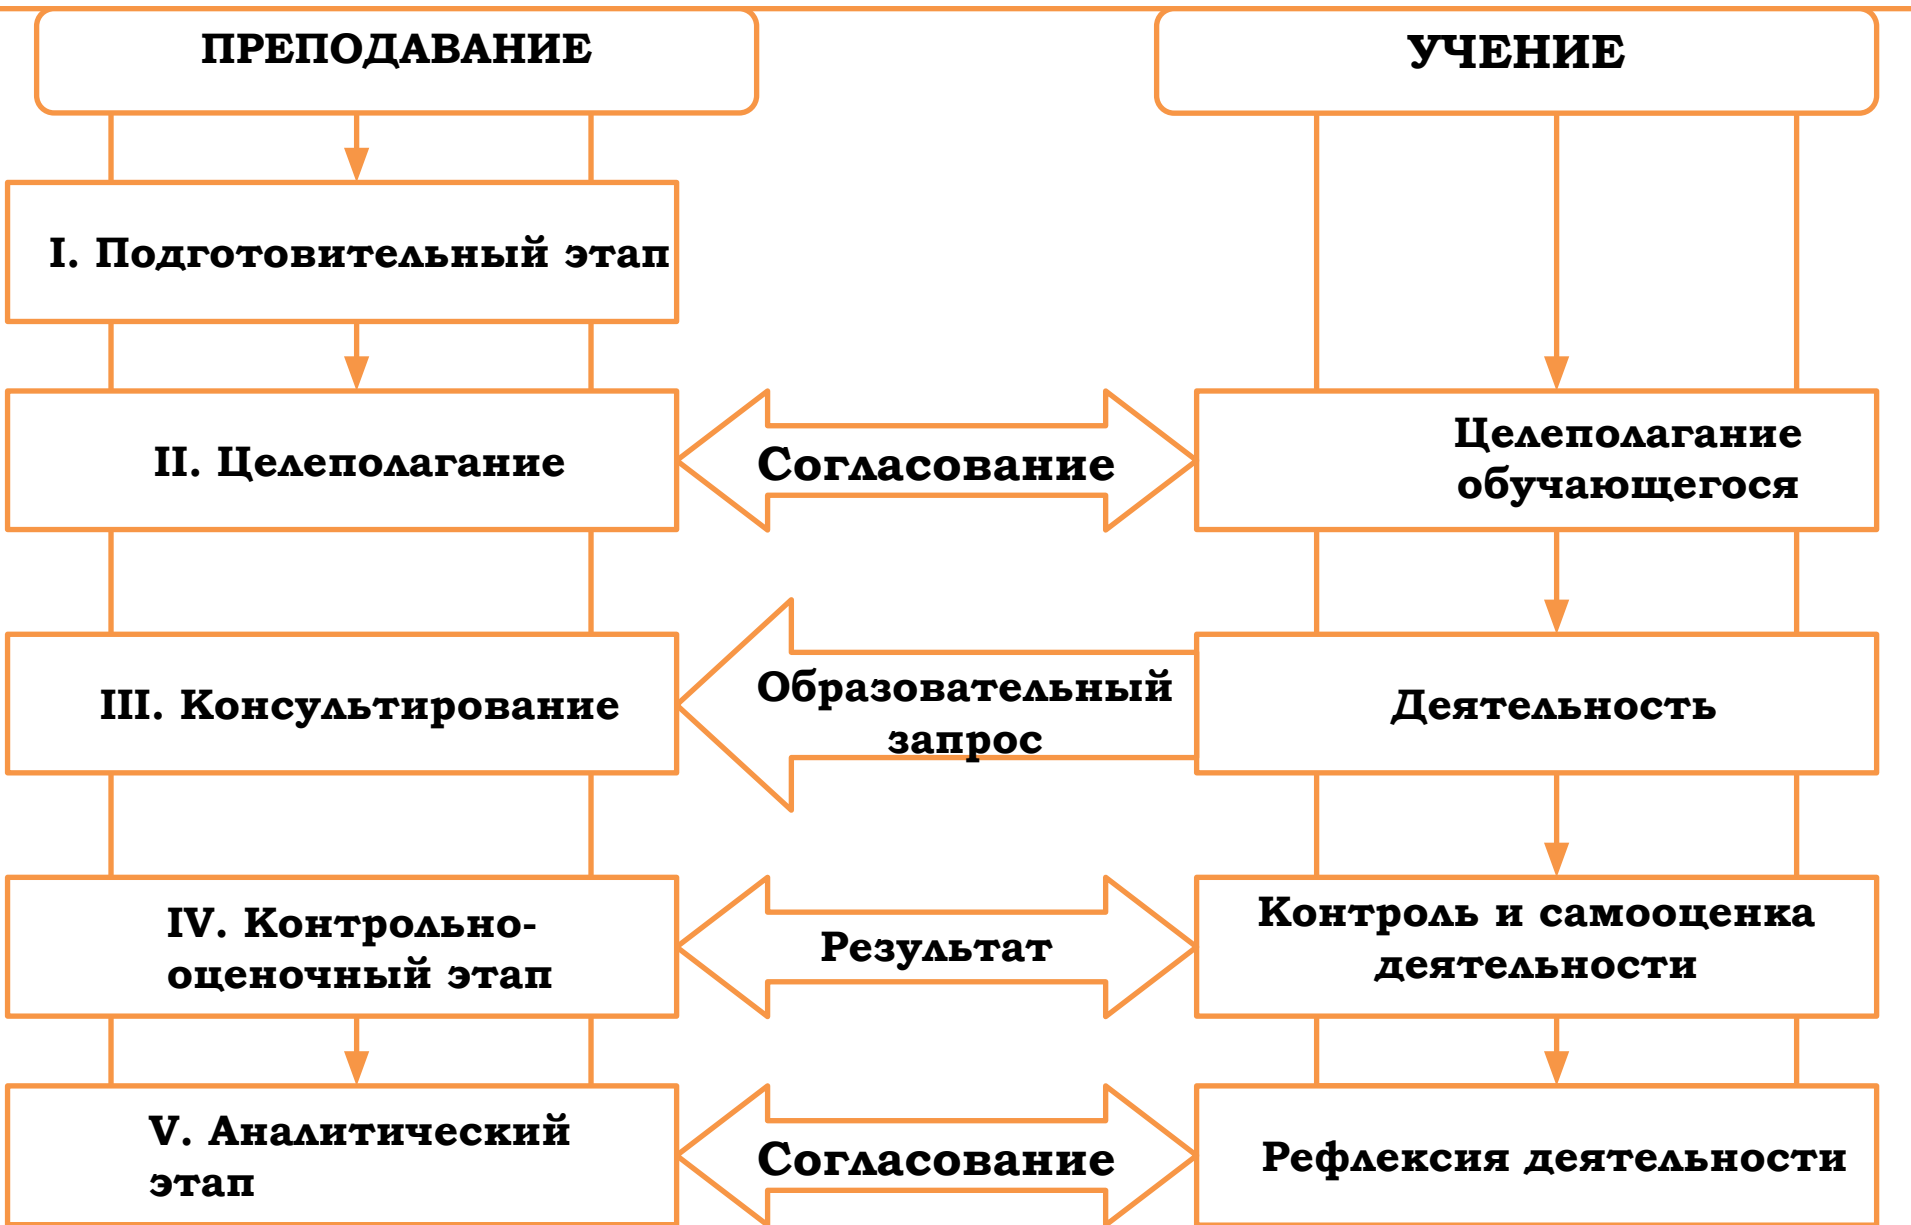 ПРЕПОДАВАНИЕ
УЧЕНИЕ
I. Подготовительный этап
II. Целеполагание
Согласование
Целеполагание
обучающегося
III. Консультирование
Образовательный
запрос
Деятельность
IV. Контрольно-
оценочный этап
Результат
Контроль и самооценка
деятельности
V. Аналитический
этап
Согласование
Рефлексия деятельности